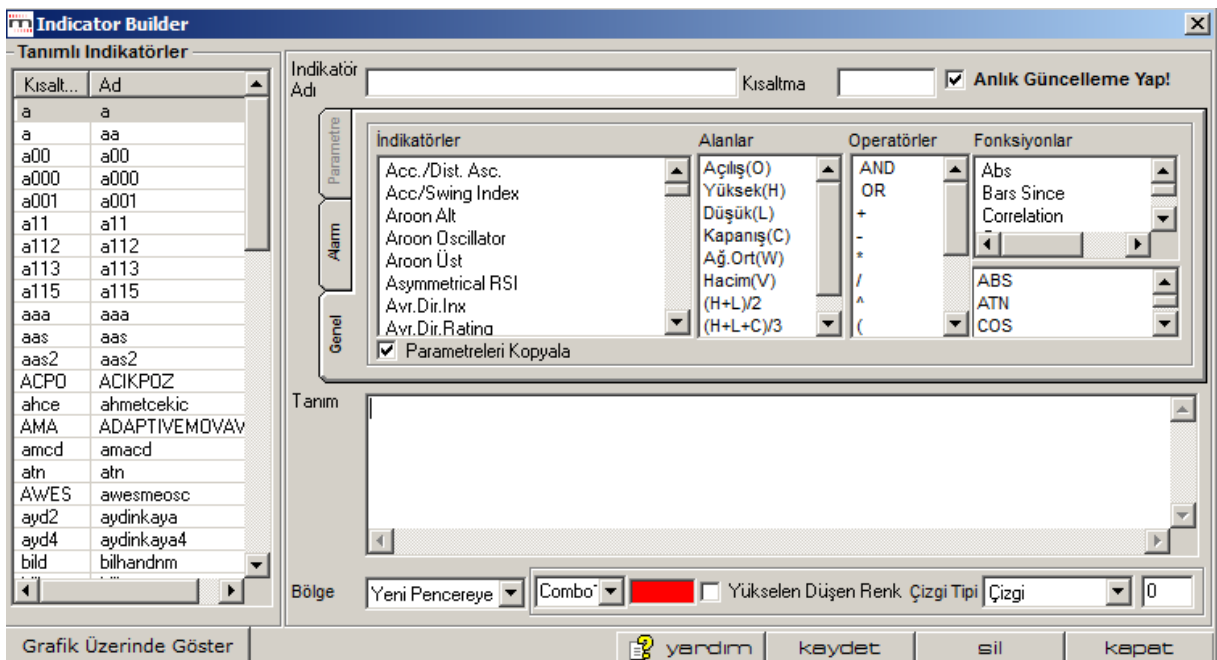 Indicator Builder
Tanımlı Indikatörler
Kısalt... Ad
a a
a aa
a00 a00
a000 a000
a001 a001
a11 a11
a112 a112
a113 a113
a115 a115
aaa aaa
aas aas
aas2 aas2
ACPO ACIKPOZ
ahce ahmetcekic
AMA ADAPTIVEMOVAV
amcd amacd
atn atn
AWES awesmeosc
ayd2 aydinkaya
ayd4 aydinkaya4
bild bilhandnm
Indikatör Adı
Kısaltma
Anlık Güncelleme Yap!
Parametre
Alarm
Genel
İndikatörler
Acc./Dist. Asc.
Acc/Swing Index
Aroon Alt
Aroon Oscillator
Aroon Üst
Asymmetrical RSI
Avr.Dir.Inx
Avr.Dir.Rating
Alanlar
Açılış(O)
Yüksek(H)
Düşük(L)
Kapanış(C)
Ağ.Ort(W)
Hacim(V)
(H+L)/2
(H+L+C)/3
Operatörler
AND
OR
+
-
*
/
^
(
Fonksiyonlar
Abs
Bars Since
Correlation
ABS
ATN
COS
Parametreleri Kopyala
Tanım
Bölge
Yeni Pencereye
Combo
Yükselen Düşen Renk
Çizgi Tipi
Çizgi
0
Grafik Üzerinde Göster
yardım
kaydet
sil
kapat